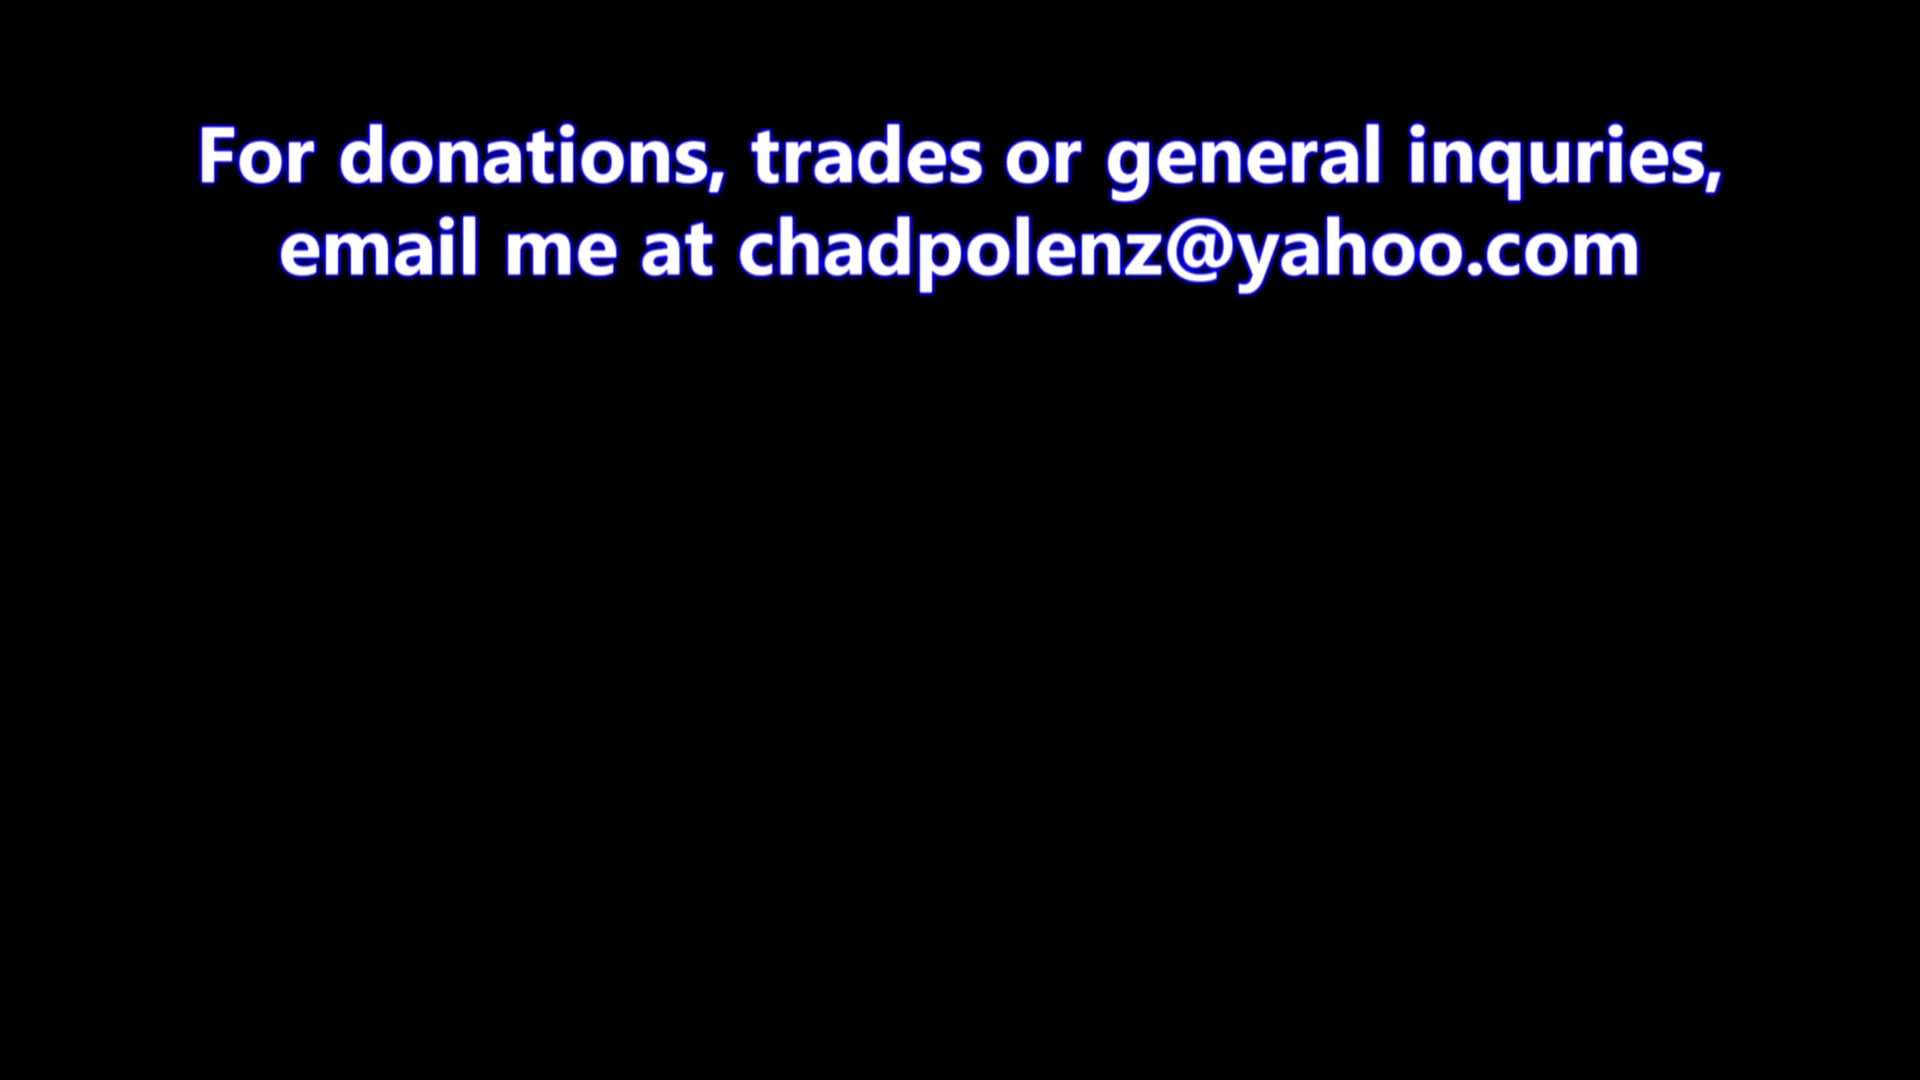 For donations, trades or general inquries,
email me at chadpolenz@yahoo.com